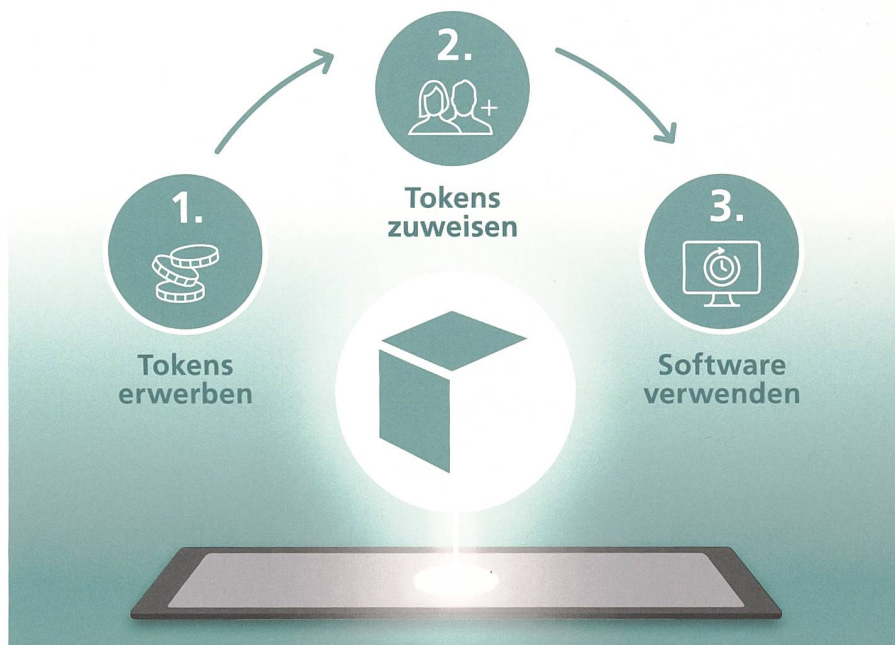 1.
Tokens
erwerben
2.
Tokens
zuweisen
3.
Software
verwenden